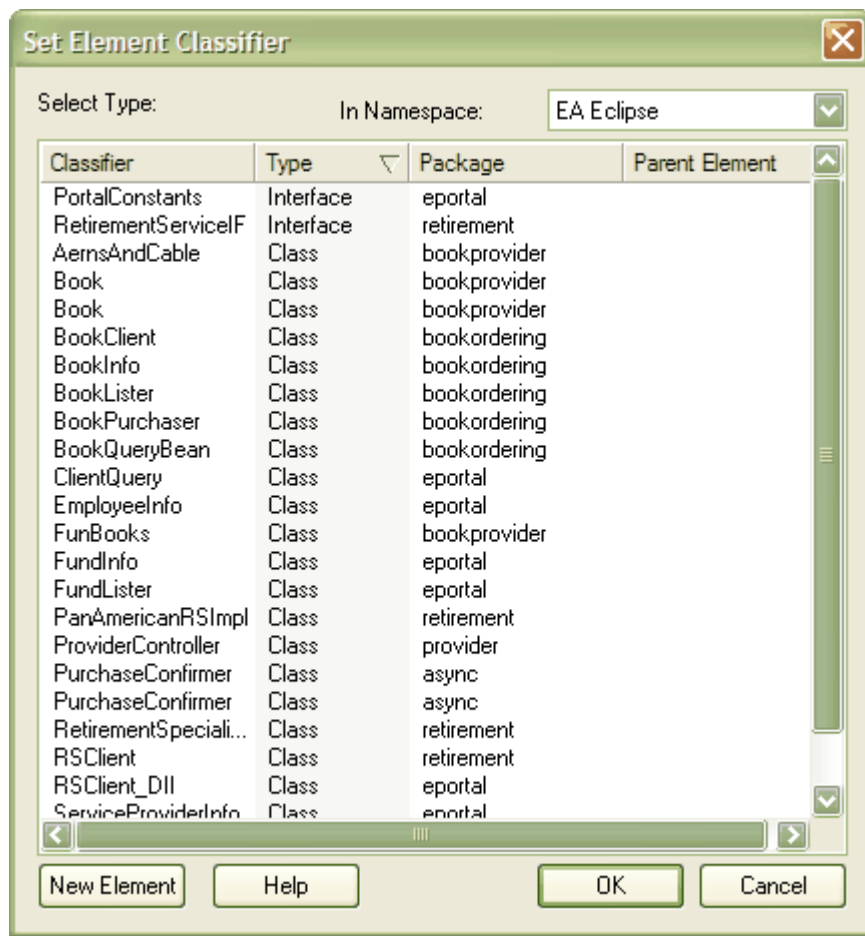 Set Element Classifier
Select Type: In Namespace: EA Eclipse
Classifier Type Package Parent Element
PortalConstants Interface eportal
RetirementServiceIF Interface retirement
AernsAndCable Class bookprovider
Book Class bookprovider
Book Class bookprovider
BookClient Class bookordering
BookInfo Class bookordering
BookLister Class bookordering
BookPurchaser Class bookordering
BookQueryBean Class bookordering
ClientQuery Class eportal
EmployeeInfo Class eportal
FunBooks Class bookprovider
FundInfo Class eportal
FundLister Class eportal
PanAmericanRSImpl Class retirement
ProviderController Class provider
PurchaseConfirmer Class async
PurchaseConfirmer Class async
RetirementSpeciali... Class retirement
RSClient Class retirement
RSClient_DII Class eportal
ServiceProviderInfo Class eportal
New Element Help OK Cancel